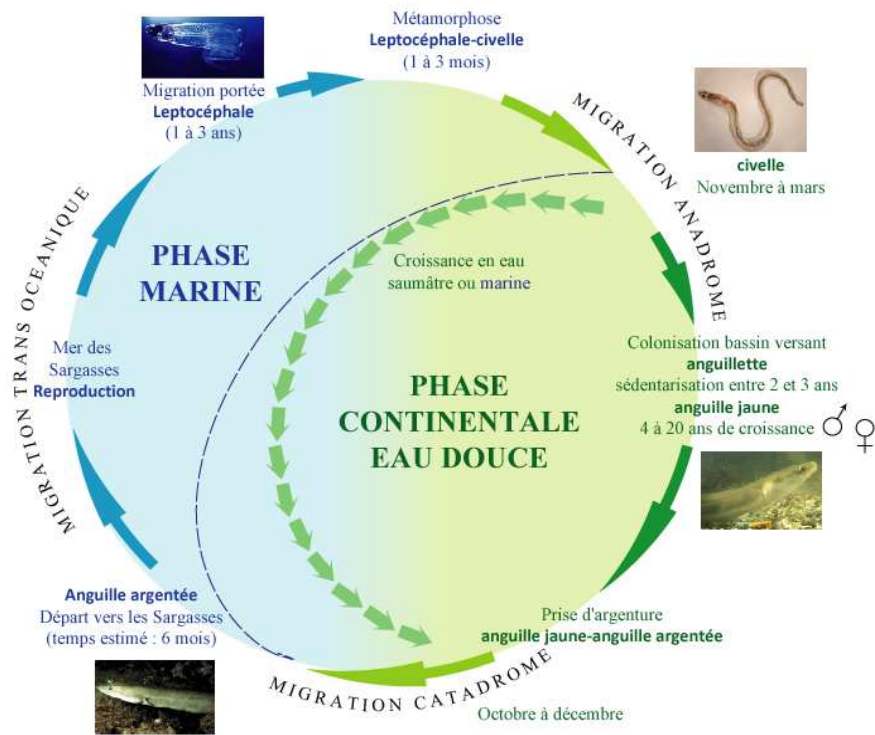 Métamorphose
Leptocéphale-civelle
(1 à 3 mois)
Migration portée
Leptocéphale
(1 à 3 ans)
MIGRATION ANADROME
civelle
Novembre à mars
MIGRATION TRANS OCEANIQUE
PHASE
MARINE
Croissance en eau
saumâtre ou marine
Mer des
Sargasses
Reproduction
Colonisation bassin versant
anguillette
sédentarisation entre 2 et 3 ans
anguille jaune
4 à 20 ans de croissance ♂ ♀
PHASE
CONTINENTALE
EAU DOUCE
Anguille argentée
Départ vers les Sargasses
(temps estimé : 6 mois)
Prise d'argenture
anguille jaune-anguille argentée
MIGRATION CATADROME
Octobre à décembre